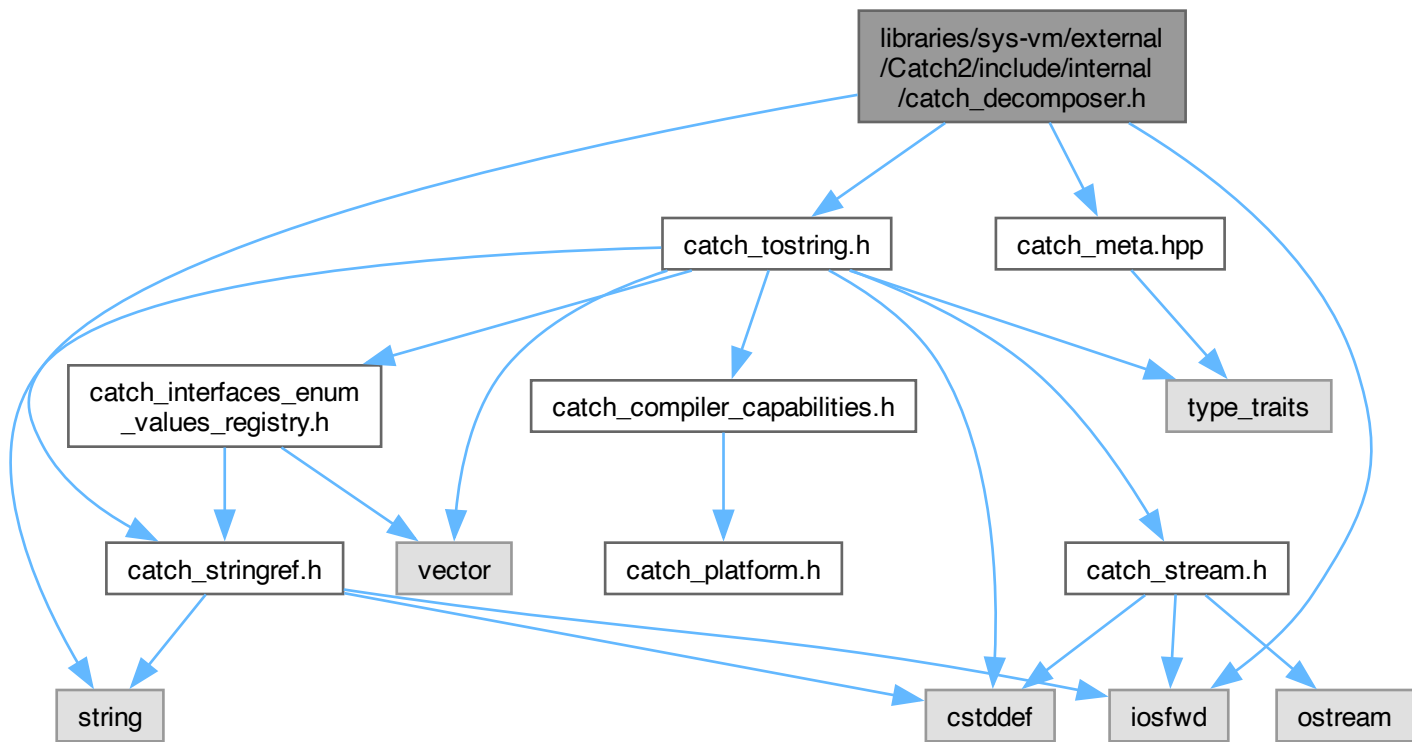 libraries/sys-vm/external
/Catch2/include/internal
/catch_decomposer.h
catch_tostring.h
catch_meta.hpp
catch_interfaces_enum
_values_registry.h
catch_compiler_capabilities.h
type_traits
catch_stringref.h
vector
catch_platform.h
catch_stream.h
string
cstddef
iosfwd
ostream